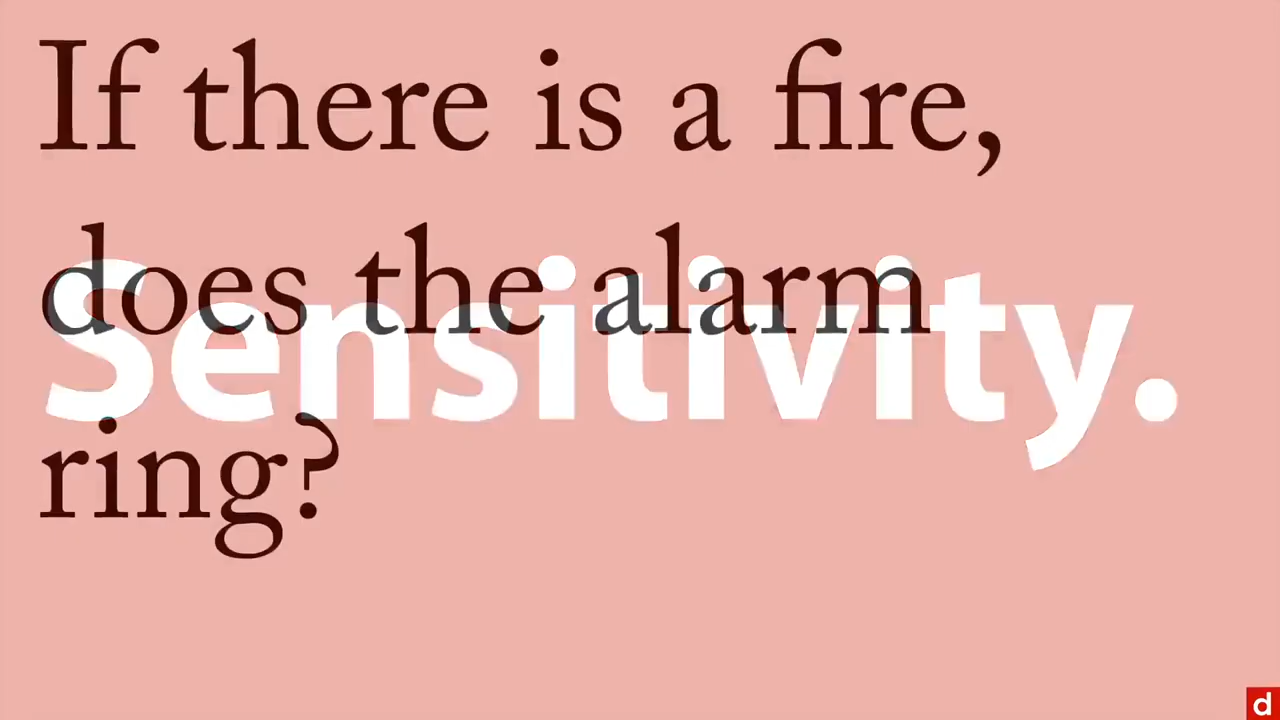 If there is a fire,
does the alarm
ring?
Sensitivity.
d